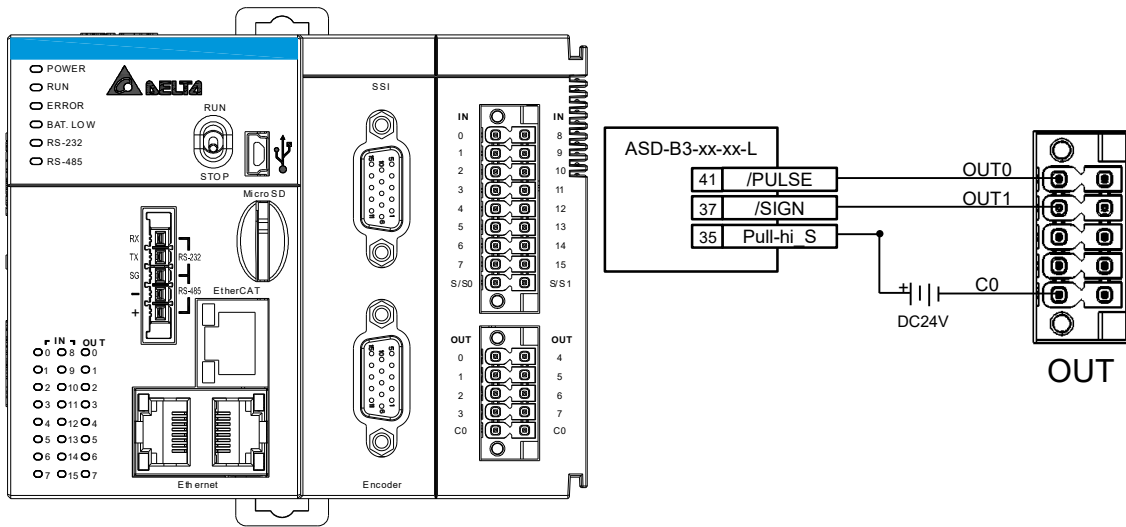 POWER
RUN
ERROR
BAT. LOW
RS-232
RS-485
DELTA
RUN
STOP
Micro SD
RX
TX
SG
–
+
RS-232
RS-485
EtherCAT
IN OUT
0 8 0
1 9 1
2 10 2
3 11 3
4 12 4
5 13 5
6 14 6
7 15 7
Ethernet
SSI
Encoder
IN IN
0 8
1 9
2 10
3 11
4 12
5 13
6 14
7 15
S/S0 S/S1
OUT OUT
0 4
1 5
2 6
3 7
C0 C0
ASD-B3-xx-xx-L
41 /PULSE
37 /SIGN
35 Pull-hi_S
OUT0
OUT1
C0
+
DC24V
OUT